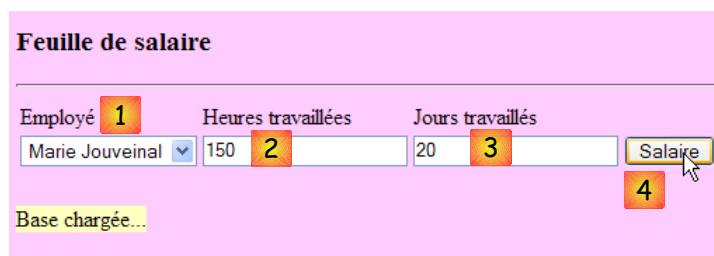 Feuille de salaire
Employé 1 Heures travaillées Jours travaillés
Marie Jouveinal 150 2 20 3 Salaire
4
Base chargée...